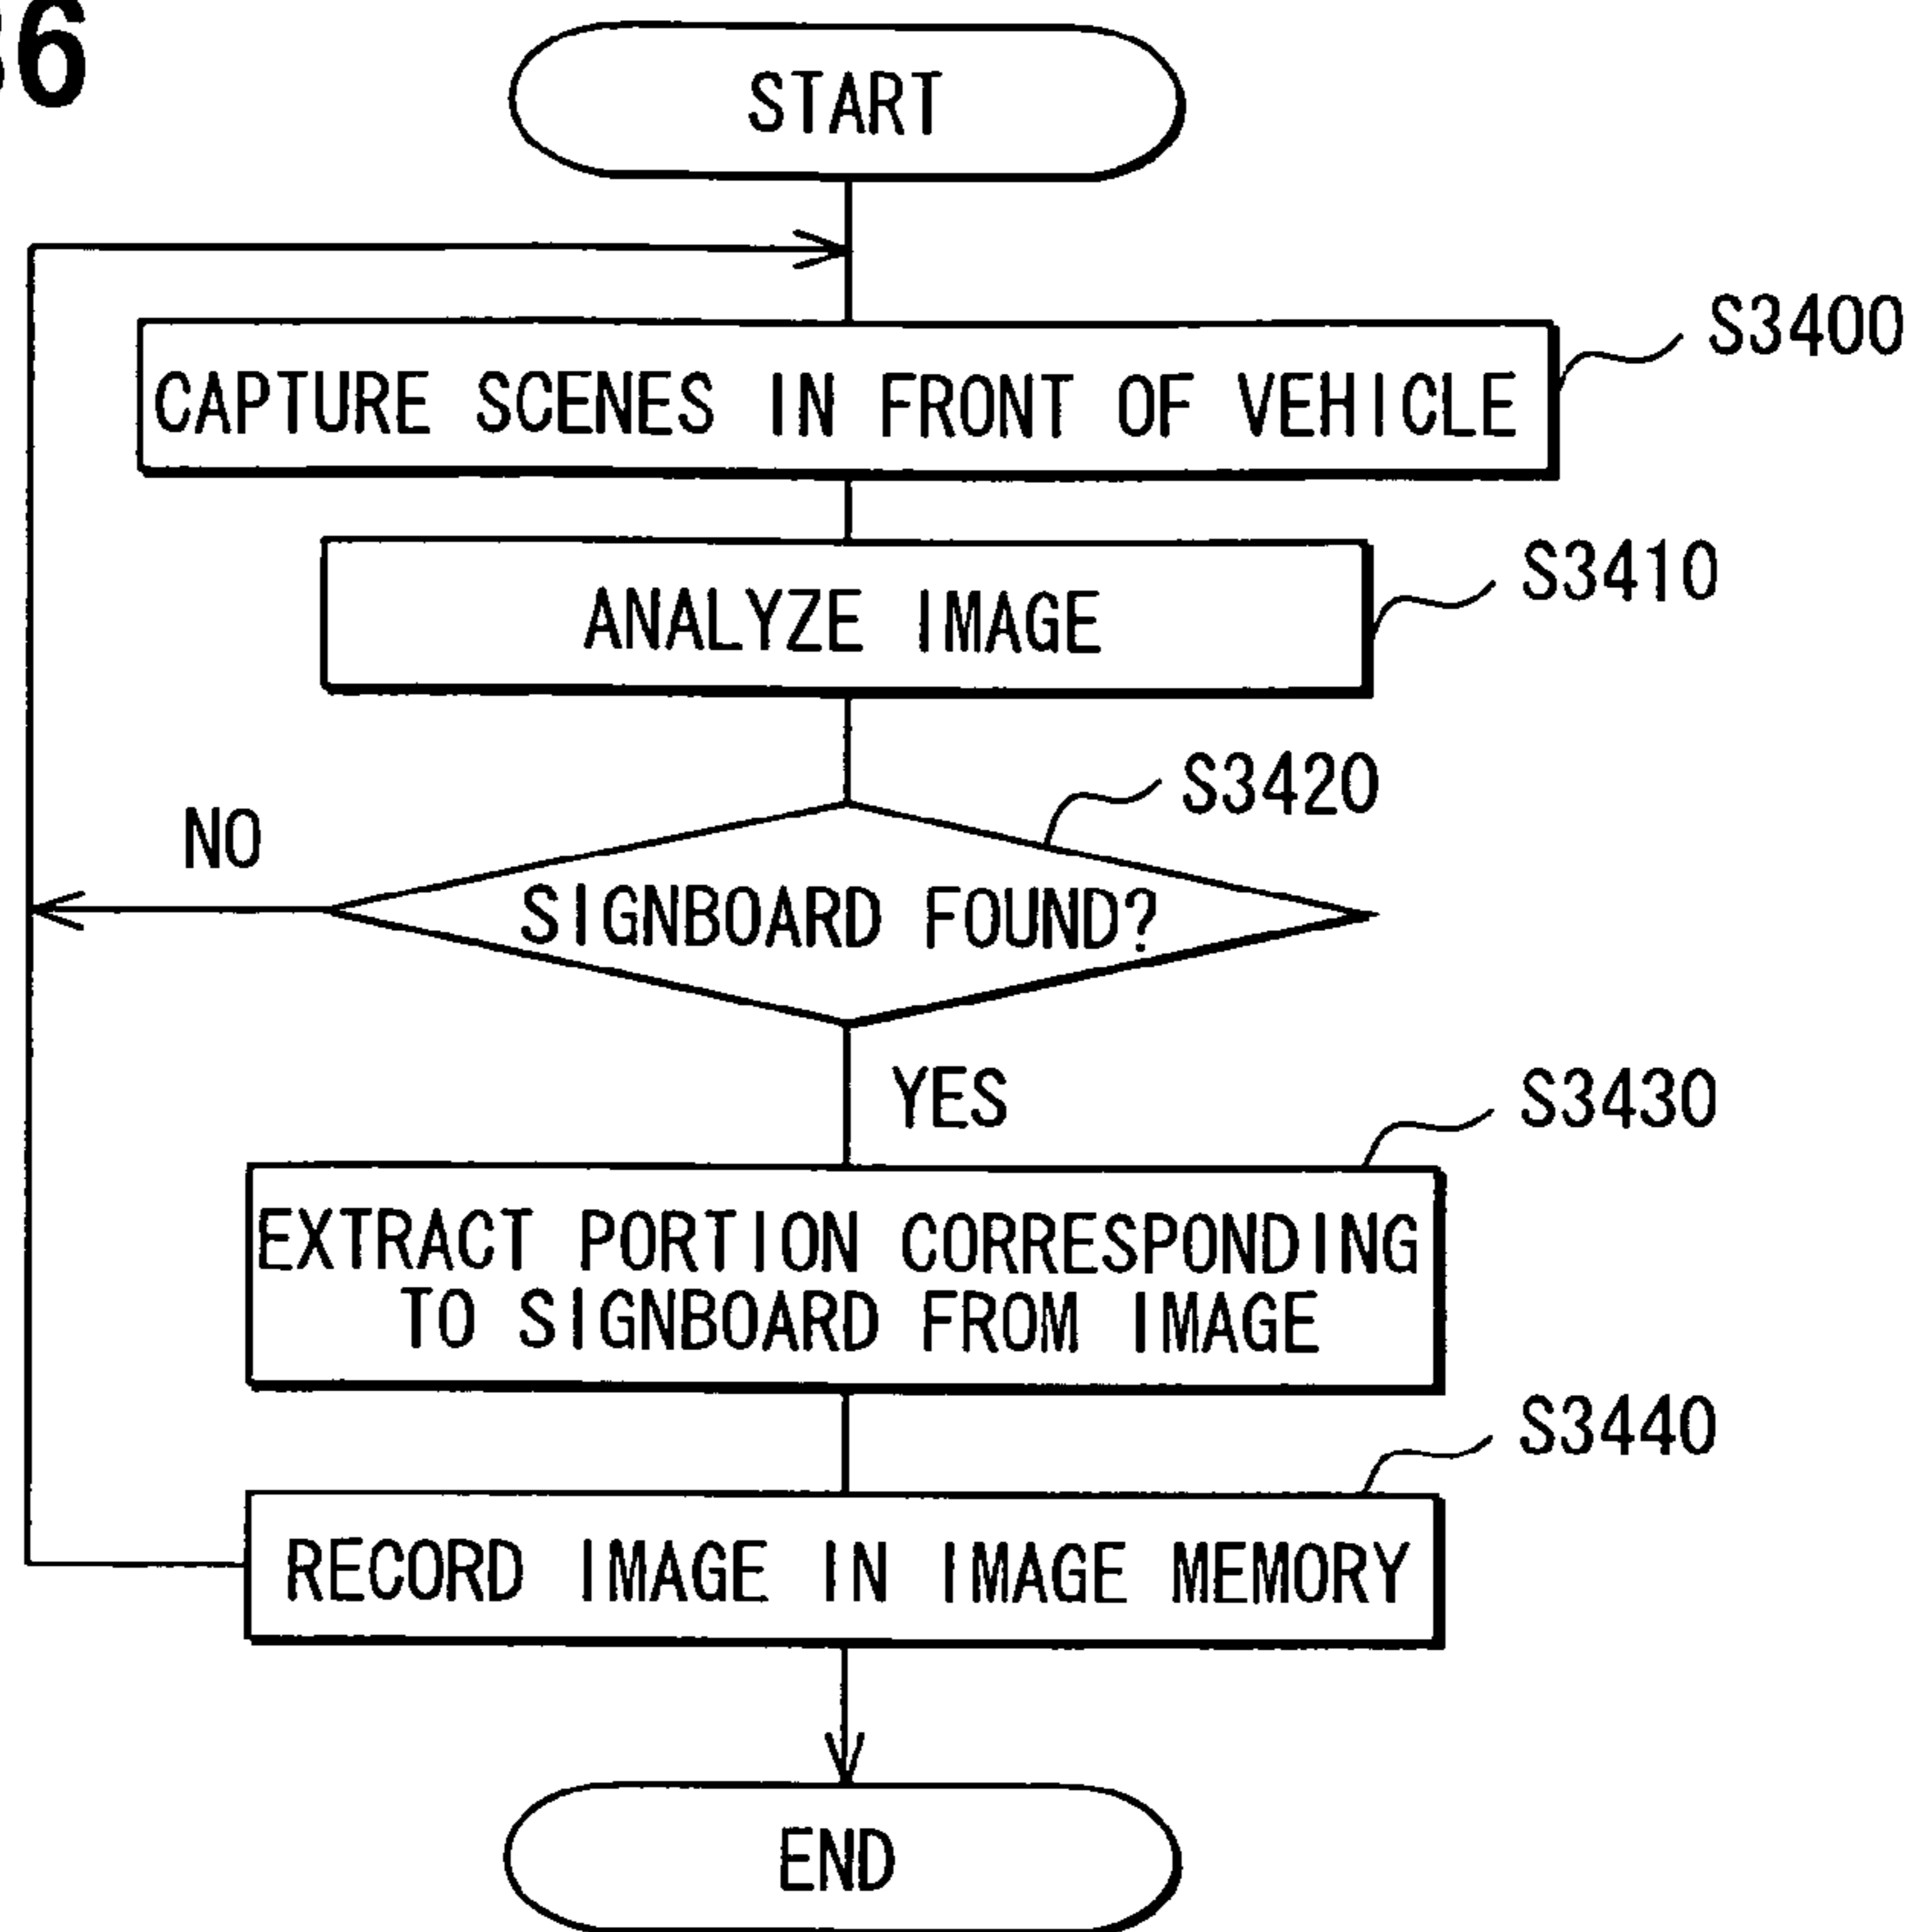 6
START
S3400
CAPTURE SCENES IN FRONT OF VEHICLE
S3410
ANALYZE IMAGE
S3420
NO
SIGNBOARD FOUND?
YES
S3430
EXTRACT PORTION CORRESPONDING
TO SIGNBOARD FROM IMAGE
S3440
RECORD IMAGE IN IMAGE MEMORY
END